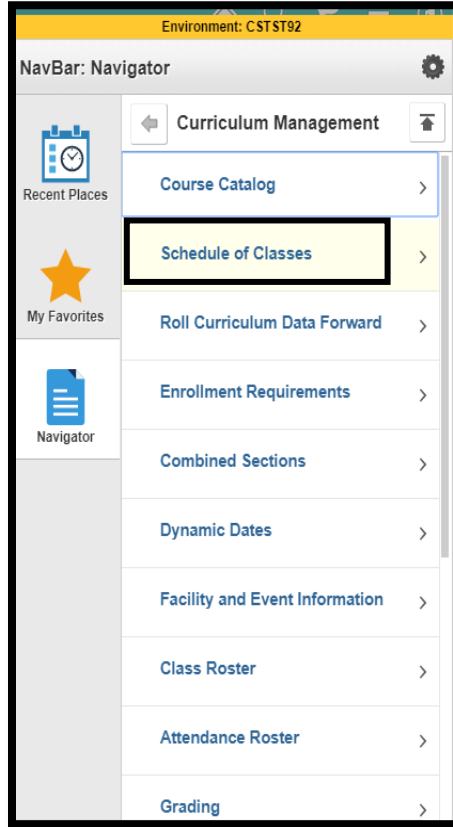 Environment: CSTST92
NavBar: Navigator
Recent Places
My Favorites
Navigator
Curriculum Management
Course Catalog
Schedule of Classes
Roll Curriculum Data Forward
Enrollment Requirements
Combined Sections
Dynamic Dates
Facility and Event Information
Class Roster
Attendance Roster
Grading